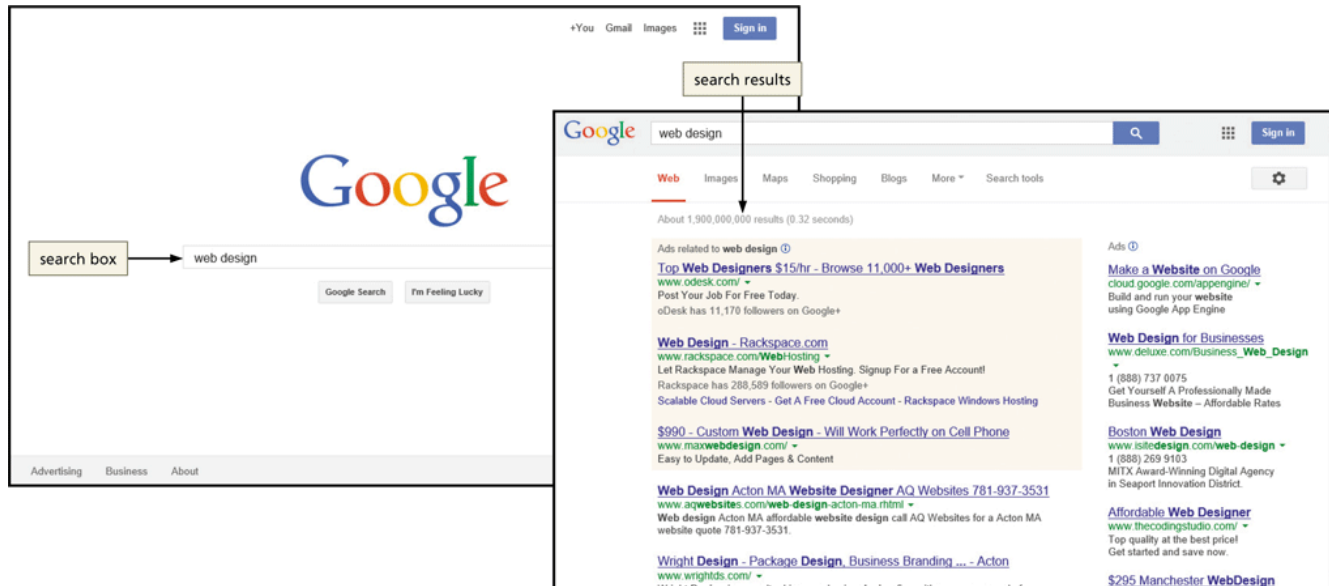 +You Gmail Images Sign in
search results
Google
search box
web design
Google Search I'm Feeling Lucky
Advertising Business About
Google web design Sign in
Web Images Maps Shopping Blogs More Search tools
About 1,900,000,000 results (0.32 seconds)
Ads related to web design
Top Web Designers $15/hr - Browse 11,000+ Web Designers
www.odesk.com/
Post Your Job For Free Today.
oDesk has 11,170 followers on Google+
Web Design - Rackspace.com
www.rackspace.com/WebHosting
Let Rackspace Manage Your Web Hosting. Signup For a Free Account!
Rackspace has 288,589 followers on Google+
Scalable Cloud Servers - Get A Free Cloud Account - Rackspace Windows Hosting
$990 - Custom Web Design - Will Work Perfectly on Cell Phone
www.maxwebdesign.com/
Easy to Update, Add Pages & Content
Web Design Acton MA Website Designer AQ Websites 781-937-3531
www.aqwebsites.com/web-design-acton-ma.rhtml
Web design Acton MA affordable website design call AQ Websites for a Acton MA
website quote 781-937-3531.
Wright Design - Package Design, Business Branding ... - Acton
www.wrightds.com/
Ads
Make a Website on Google
cloud.google.com/appengine/
Build and run your website
using Google App Engine
Web Design for Businesses
www.deluxe.com/Business_Web_Design
1 (888) 737 0075
Get Yourself A Professionally Made
Business Website – Affordable Rates
Boston Web Design
www.isitedesign.com/web-design
1 (888) 269 9103
MITX Award-Winning Digital Agency
in Seaport Innovation District.
Affordable Web Designer
www.thecodingstudio.com/
Top quality at the best price!
Get started and save now.
$295 Manchester WebDesign